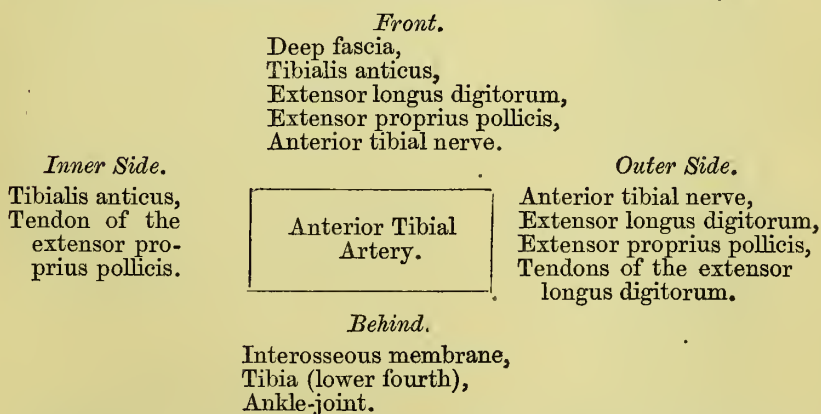 Front.
Deep fascia,
Tibialis anticus,
Extensor longus digitorum,
Extensor proprius pollicis,
Anterior tibial nerve.
Inner Side.
Tibialis anticus,
Tendon of the
extensor pro-
prius pollicis.
Anterior Tibial
Artery.
Outer Side.
Anterior tibial nerve,
Extensor longus digitorum,
Extensor proprius pollicis,
Tendons of the extensor
longus digitorum.
Behind.
Interosseous membrane,
Tibia (lower fourth),
Ankle-joint.